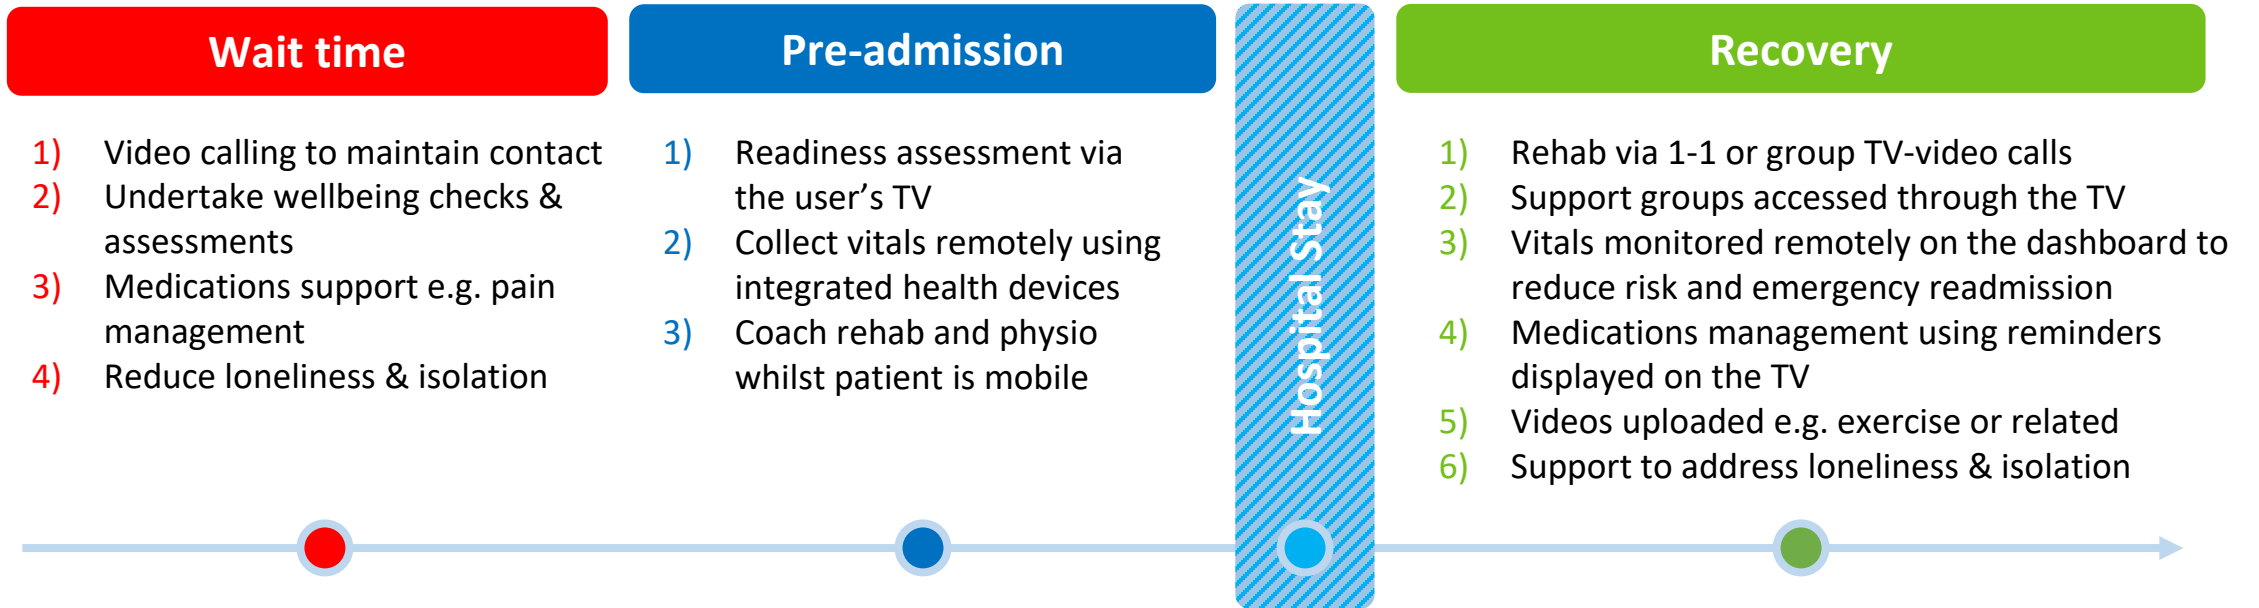 Wait time
1) Video calling to maintain contact
2) Undertake wellbeing checks &
assessments
3) Medications support e.g. pain
management
4) Reduce loneliness & isolation
Pre-admission
1) Readiness assessment via
the user’s TV
2) Collect vitals remotely using
integrated health devices
3) Coach rehab and physio
whilst patient is mobile
Hospital Stay
Recovery
1) Rehab via 1-1 or group TV-video calls
2) Support groups accessed through the TV
3) Vitals monitored remotely on the dashboard to
reduce risk and emergency readmission
4) Medications management using reminders
displayed on the TV
5) Videos uploaded e.g. exercise or related
6) Support to address loneliness & isolation